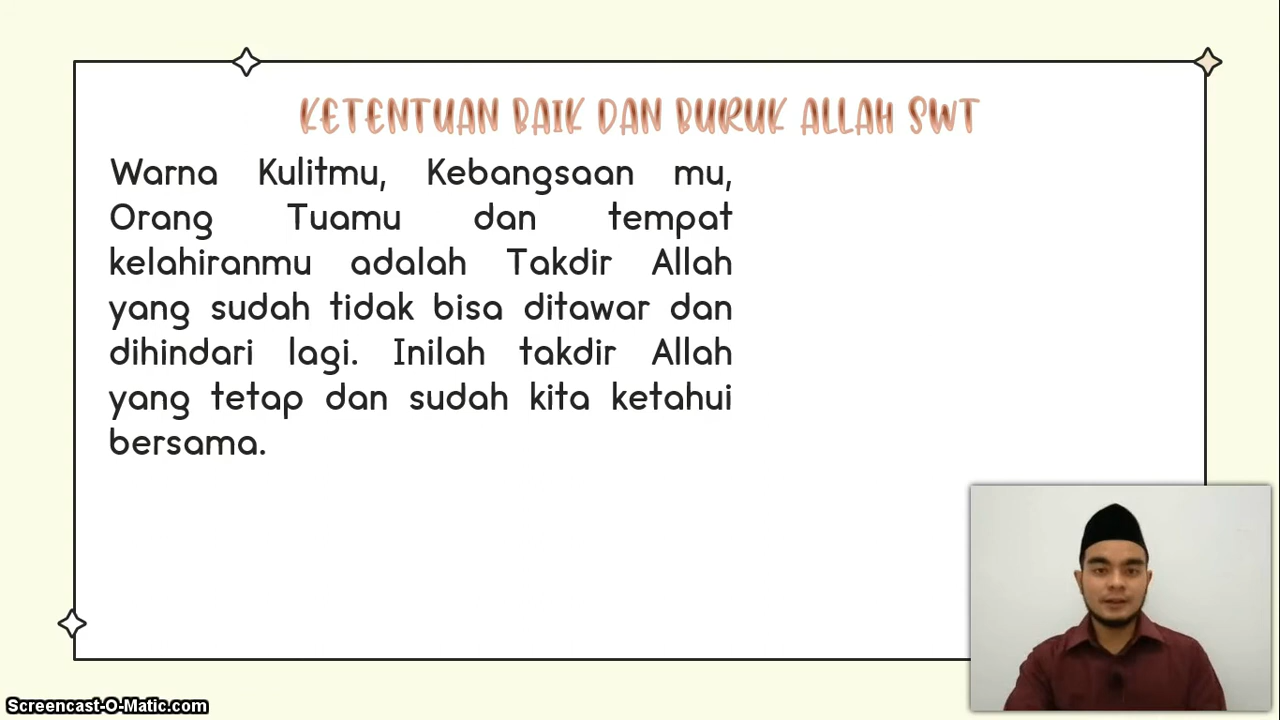 KETENTUAN BAIK DAN BURUK ALLAH SWT
Warna Kulitmu, Kebangsaan mu,
Orang Tuamu dan tempat
kelahiranmu adalah Takdir Allah
yang sudah tidak bisa ditawar dan
dihindari lagi. Inilah takdir Allah
yang tetap dan sudah kita ketahui
bersama.
Screencast-O-Matic.com